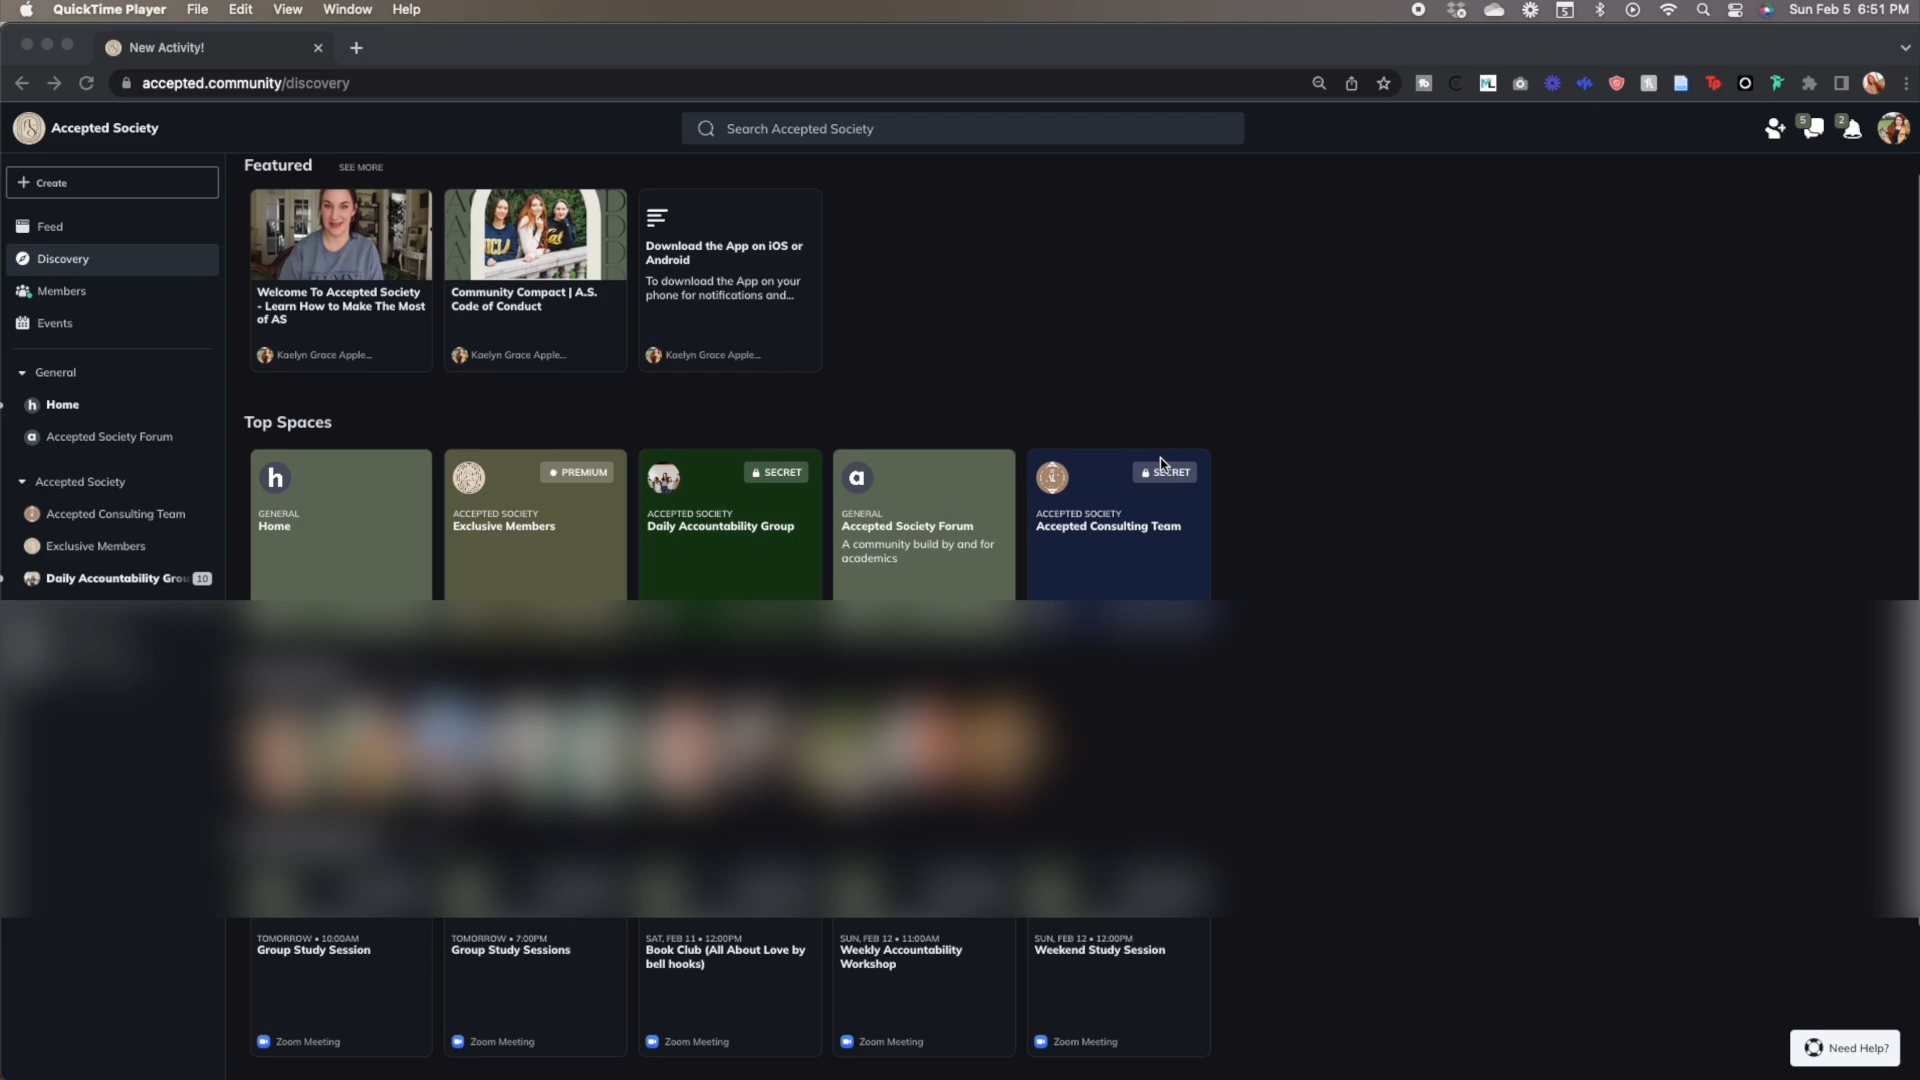 QuickTime Player File Edit View Window Help
5
Sun Feb 5 6:51 PM
New Activity!
accepted.community/discovery
Accepted Society
Search Accepted Society
5
2
Create
Feed
Discovery
Members
Events
General
Home
Accepted Society Forum
Accepted Society
Accepted Consulting Team
Exclusive Members
Daily Accountability Grou 10
Featured
SEE MORE
UCLA
Cal
Welcome To Accepted Society
- Learn How to Make The Most
of AS
Kaelyn Grace Apple...
Community Compact | A.S.
Code of Conduct
Kaelyn Grace Apple...
Download the App on iOS or
Android
To download the App on your
phone for notifications and...
Kaelyn Grace Apple...
Top Spaces
h
GENERAL
Home
PREMIUM
ACCEPTED SOCIETY
Exclusive Members
SECRET
ACCEPTED SOCIETY
Daily Accountability Group
a
GENERAL
Accepted Society Forum
A community build by and for
academics
SECRET
ACCEPTED SOCIETY
Accepted Consulting Team
TOMORROW • 10:00AM
Group Study Session
Zoom Meeting
TOMORROW • 7:00PM
Group Study Sessions
Zoom Meeting
SAT, FEB 11 • 12:00PM
Book Club (All About Love by
bell hooks)
Zoom Meeting
SUN, FEB 12 • 11:00AM
Weekly Accountability
Workshop
Zoom Meeting
SUN, FEB 12 • 12:00PM
Weekend Study Session
Zoom Meeting
Need Help?